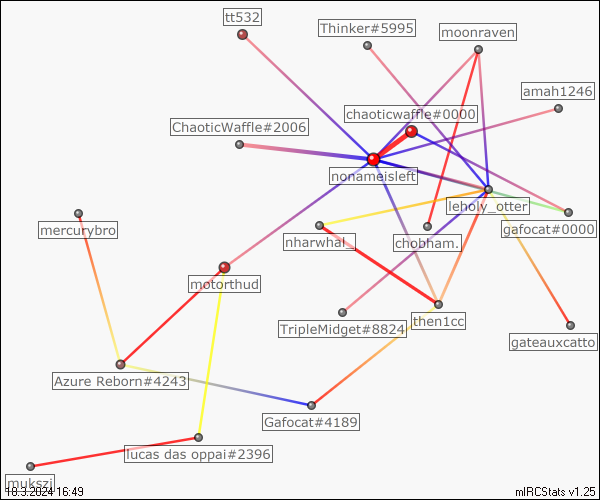 tt532
Thinker#5995
moonraven
amah1246
chaoticwaffle#0000
ChaoticWaffle#2006
nonameisleft
leholy_otter
gafocat#0000
mercurybro
nharwhal_
chobham.
motorthud
TripleMidget#8824
then1cc
gateauxcatto
Azure Reborn#4243
Gafocat#4189
lucas das oppai#2396
mukszi
10.3.2024 16:49
mIRCStats v1.25